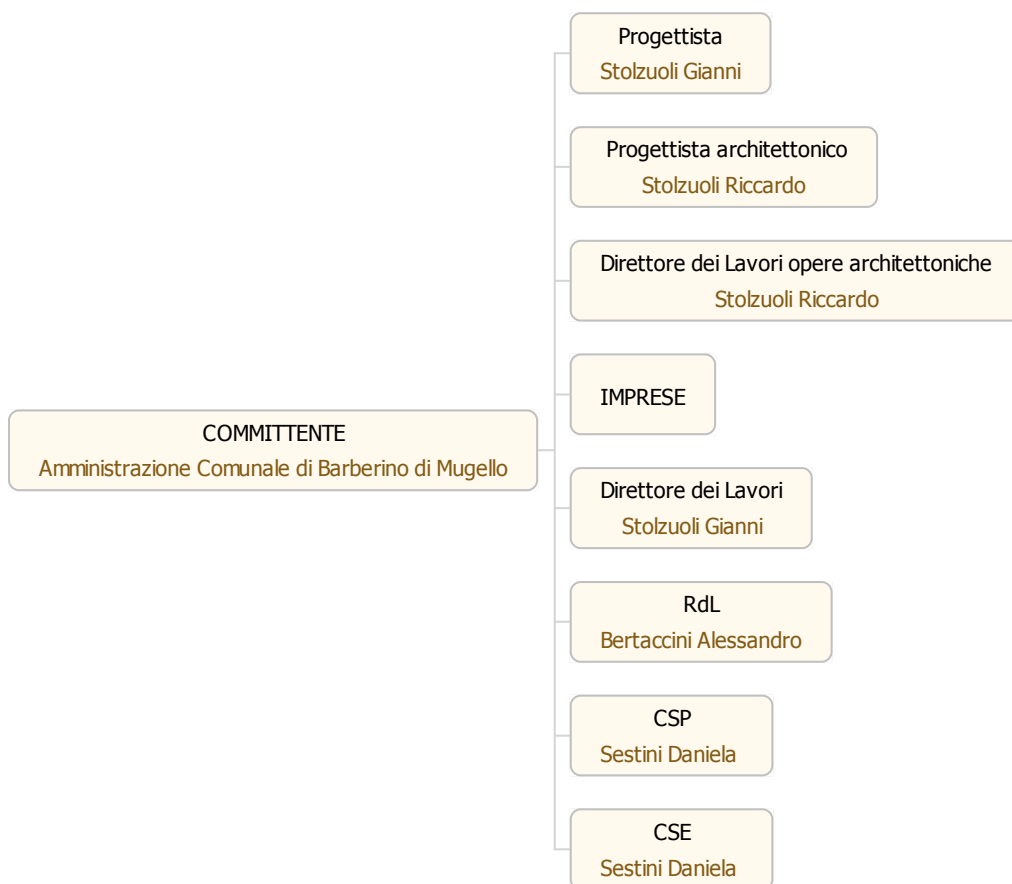 Progettista
Stolzuoli Gianni
Progettista architettonico
Stolzuoli Riccardo
Direttore dei Lavori opere architettoniche
Stolzuoli Riccardo
IMPRESE
COMMITTENTE
Amministrazione Comunale di Barberino di Mugello
Direttore dei Lavori
Stolzuoli Gianni
RdL
Bertaccini Alessandro
CSP
Sestini Daniela
CSE
Sestini Daniela